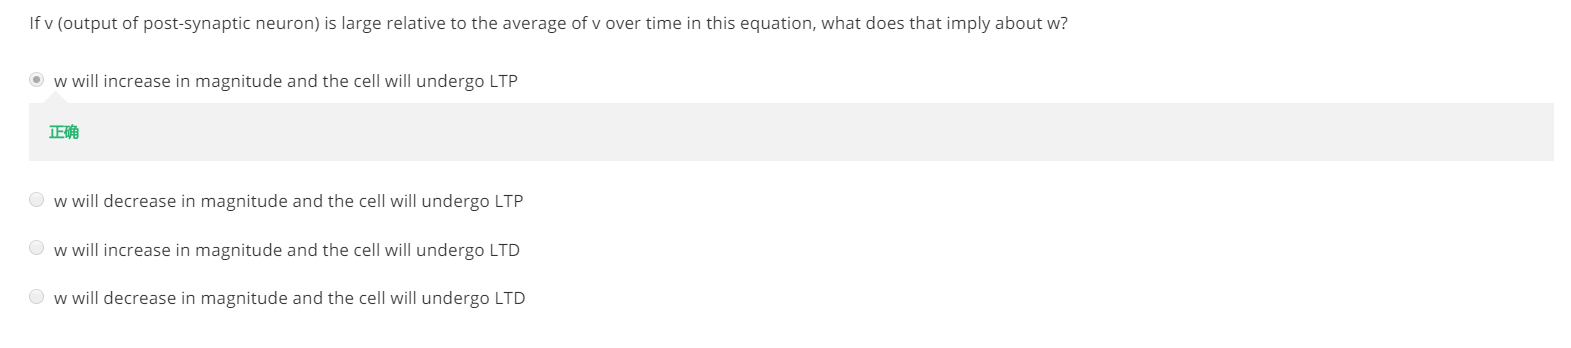 If v (output of post-synaptic neuron) is large relative to the average of v over time in this equation, what does that imply about w?
w will increase in magnitude and the cell will undergo LTP
正确
w will decrease in magnitude and the cell will undergo LTP
w will increase in magnitude and the cell will undergo LTD
w will decrease in magnitude and the cell will undergo LTD